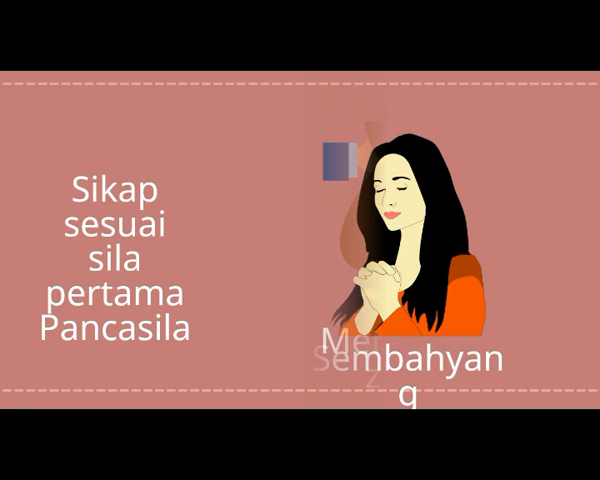 Sikap
sesuai
sila
pertama
Pancasila
Sembahyan
g